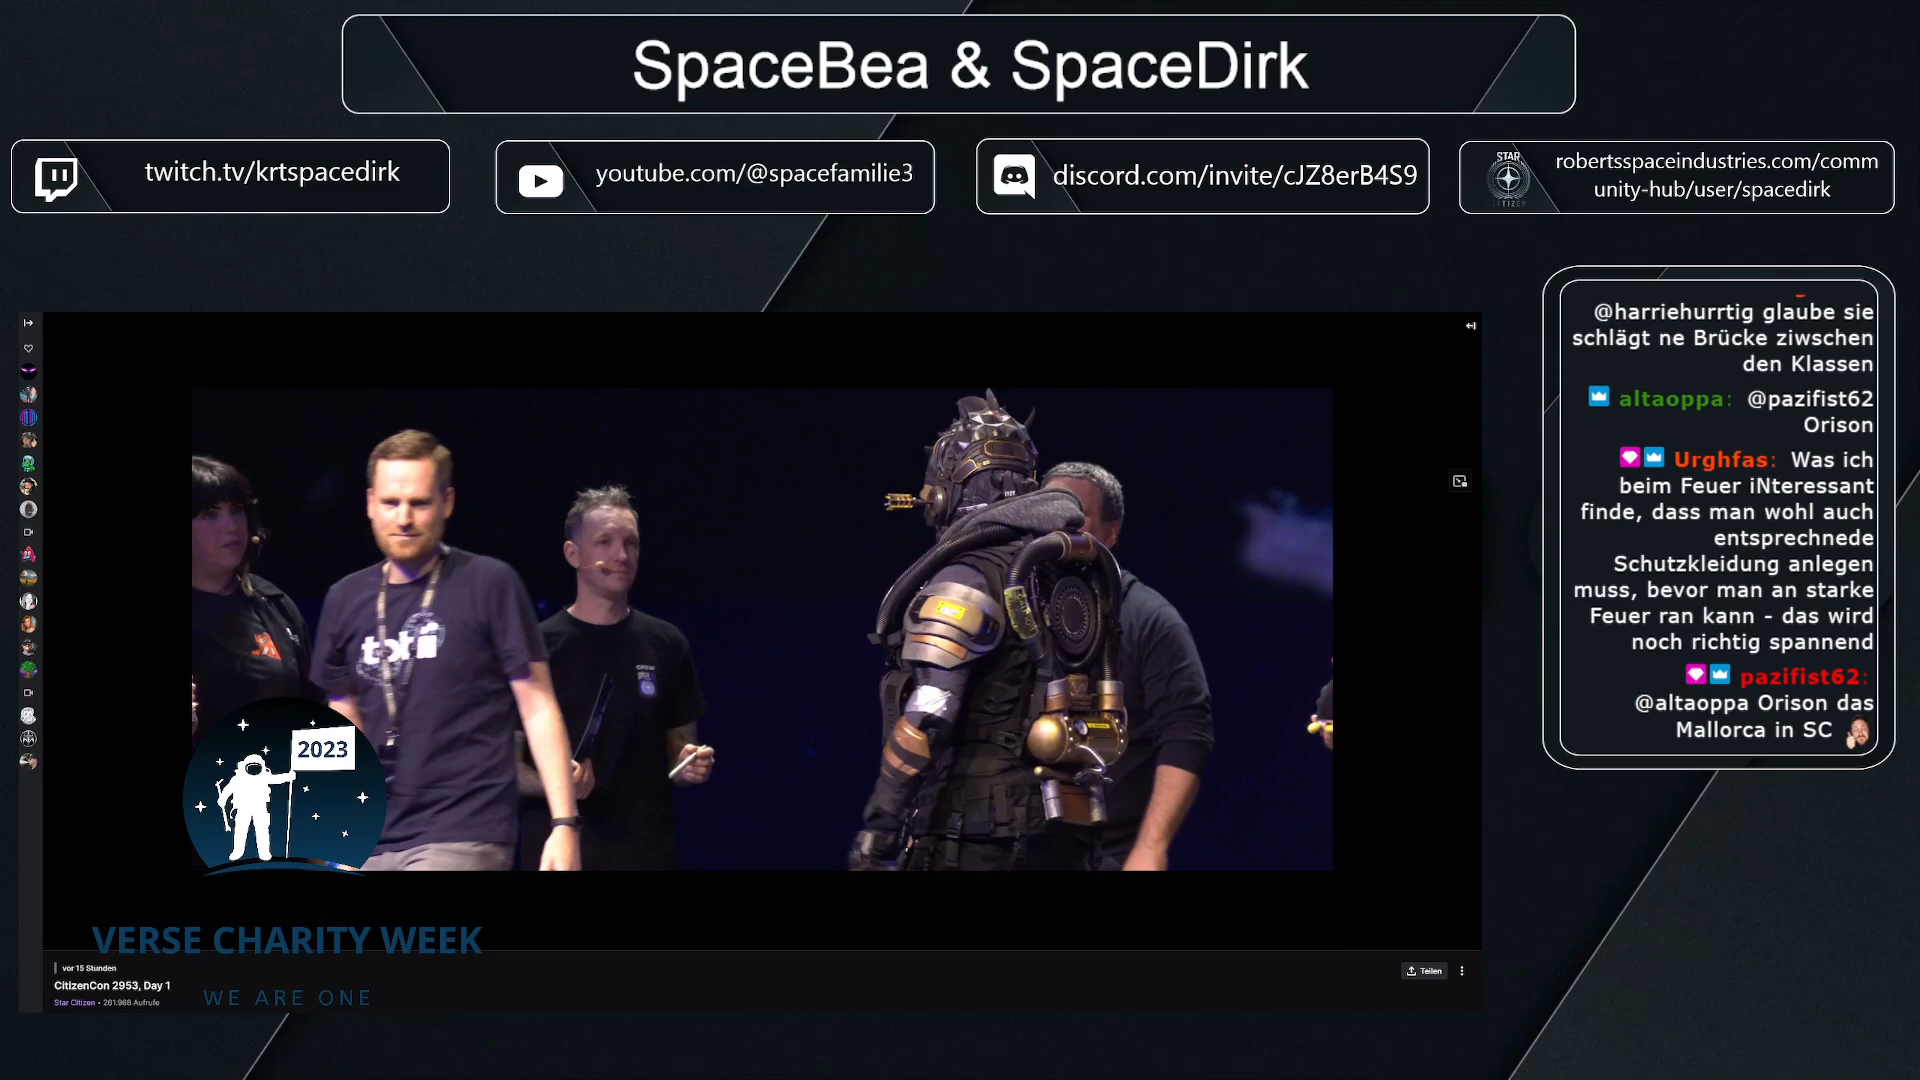 SpaceBea & SpaceDirk
twitch.tv/krtspacedirk
youtube.com/@spacefamilie3
discord.com/invite/cJZ8erB4S9
STAR
CITIZEN
robertsspaceindustries.com/comm
unity-hub/user/spacedirk
@harriehurrtig glaube sie
schlägt ne Brücke ziwschen
den Klassen
altaoppa: @pazifist62
Orison
Urghfas: Was ich
beim Feuer iNteressant
finde, dass man wohl auch
entsprechnede
Schutzkleidung anlegen
muss, bevor man an starke
Feuer ran kann - das wird
noch richtig spannend
pazifist62:
@altaoppa Orison das
Mallorca in SC
2023
VERSE CHARITY WEEK
WE ARE ONE
vor 15 Stunden
CitizenCon 2953, Day 1
Star Citizen • 261.968 Aufrufe
Teilen